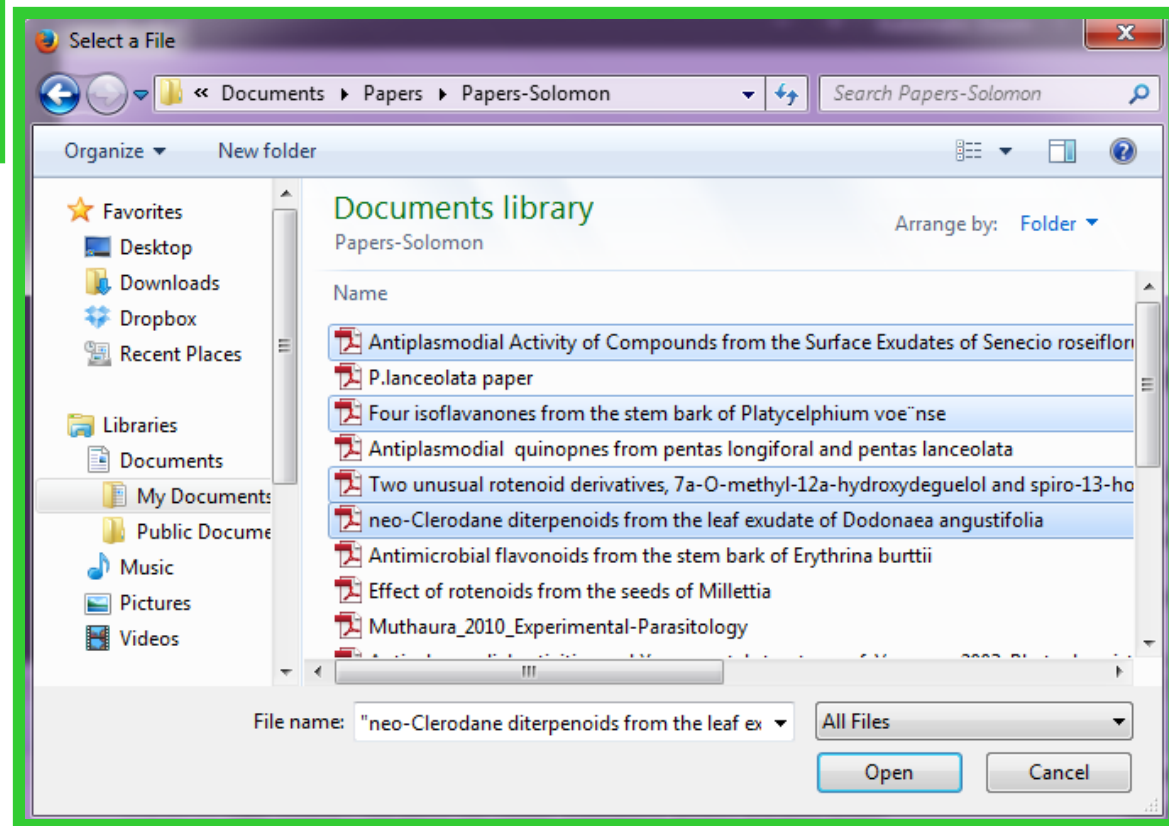 Select a File
« Documents Papers Papers-Solomon Search Papers-Solomon
Organize New folder
Favorites
Desktop
Downloads
Dropbox
Recent Places
Libraries
Documents
My Documents
Public Docume
Music
Pictures
Videos
Documents library
Papers-Solomon
Arrange by: Folder
Name
Antiplasmodial Activity of Compounds from the Surface Exudates of Senecio roseifloru
P.lanceolata paper
Four isoflavanones from the stem bark of Platycelphium voe¨nse
Antiplasmodial  quinopnes from pentas longiforal and pentas lanceolata
Two unusual rotenoid derivatives, 7a-O-methyl-12a-hydroxydeguelol and spiro-13-ho
neo-Clerodane diterpenoids from the leaf exudate of Dodonaea angustifolia
Antimicrobial flavonoids from the stem bark of Erythrina burttii
Effect of rotenoids from the seeds of Millettia
Muthaura_2010_Experimental-Parasitology
File name: "neo-Clerodane diterpenoids from the leaf ex All Files
Open Cancel